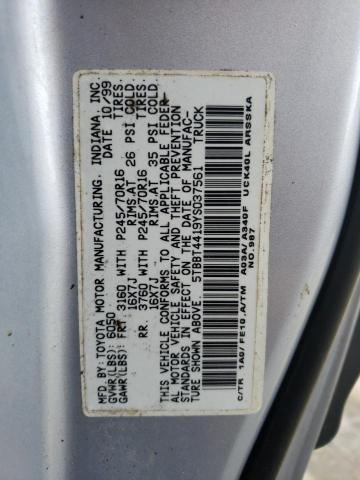 MFD. BY: TOYOTA MOTOR MANUFACTURING, INDIANA, INC.
GVWR(LBS): 6050 DATE 10/99
GAWR(LBS): FRT 3160 WITH P245/70R16 TIRES,
16X7J RIMS,AT 26 PSI COLD
RR. 3760 WITH P245/70R16 TIRES,
16X7J RIMS,AT 35 PSI COLD
THIS VEHICLE CONFORMS TO ALL APPLICABLE FEDER-
AL MOTOR VEHICLE SAFETY AND THEFT PREVENTION
STANDARDS IN EFFECT ON THE DATE OF MANUFAC-
TURE SHOWN ABOVE.
5TBBT4419YS037561 TRUCK
C/TR 1A0/ FE10 A/TM A03A/ A340F UCK40L ARSSKA
NO.967